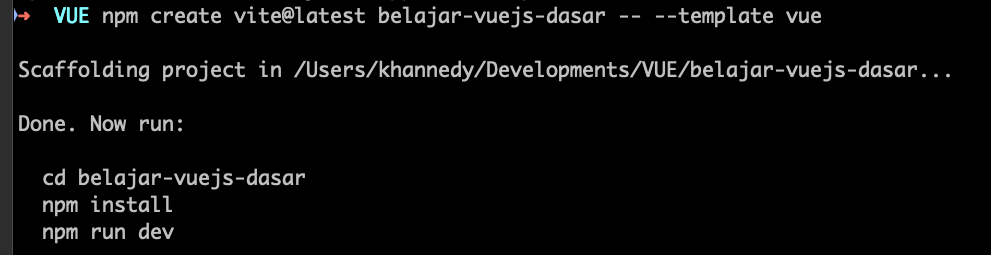 ➜  VUE npm create vite@latest belajar-vuejs-dasar -- --template vue
Scaffolding project in /Users/khannedy/Developments/VUE/belajar-vuejs-dasar...
Done. Now run:
cd belajar-vuejs-dasar
npm install
npm run dev